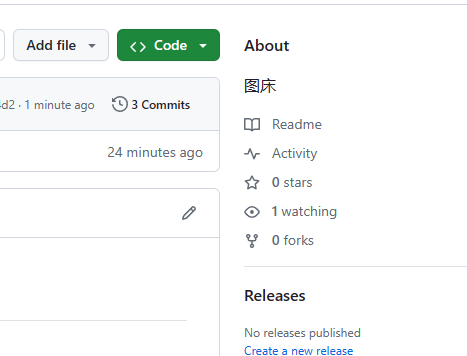 Add file
Code
About
图床
d2 · 1 minute ago
3 Commits
Readme
24 minutes ago
Activity
0 stars
1 watching
0 forks
Releases
No releases published
Create a new release